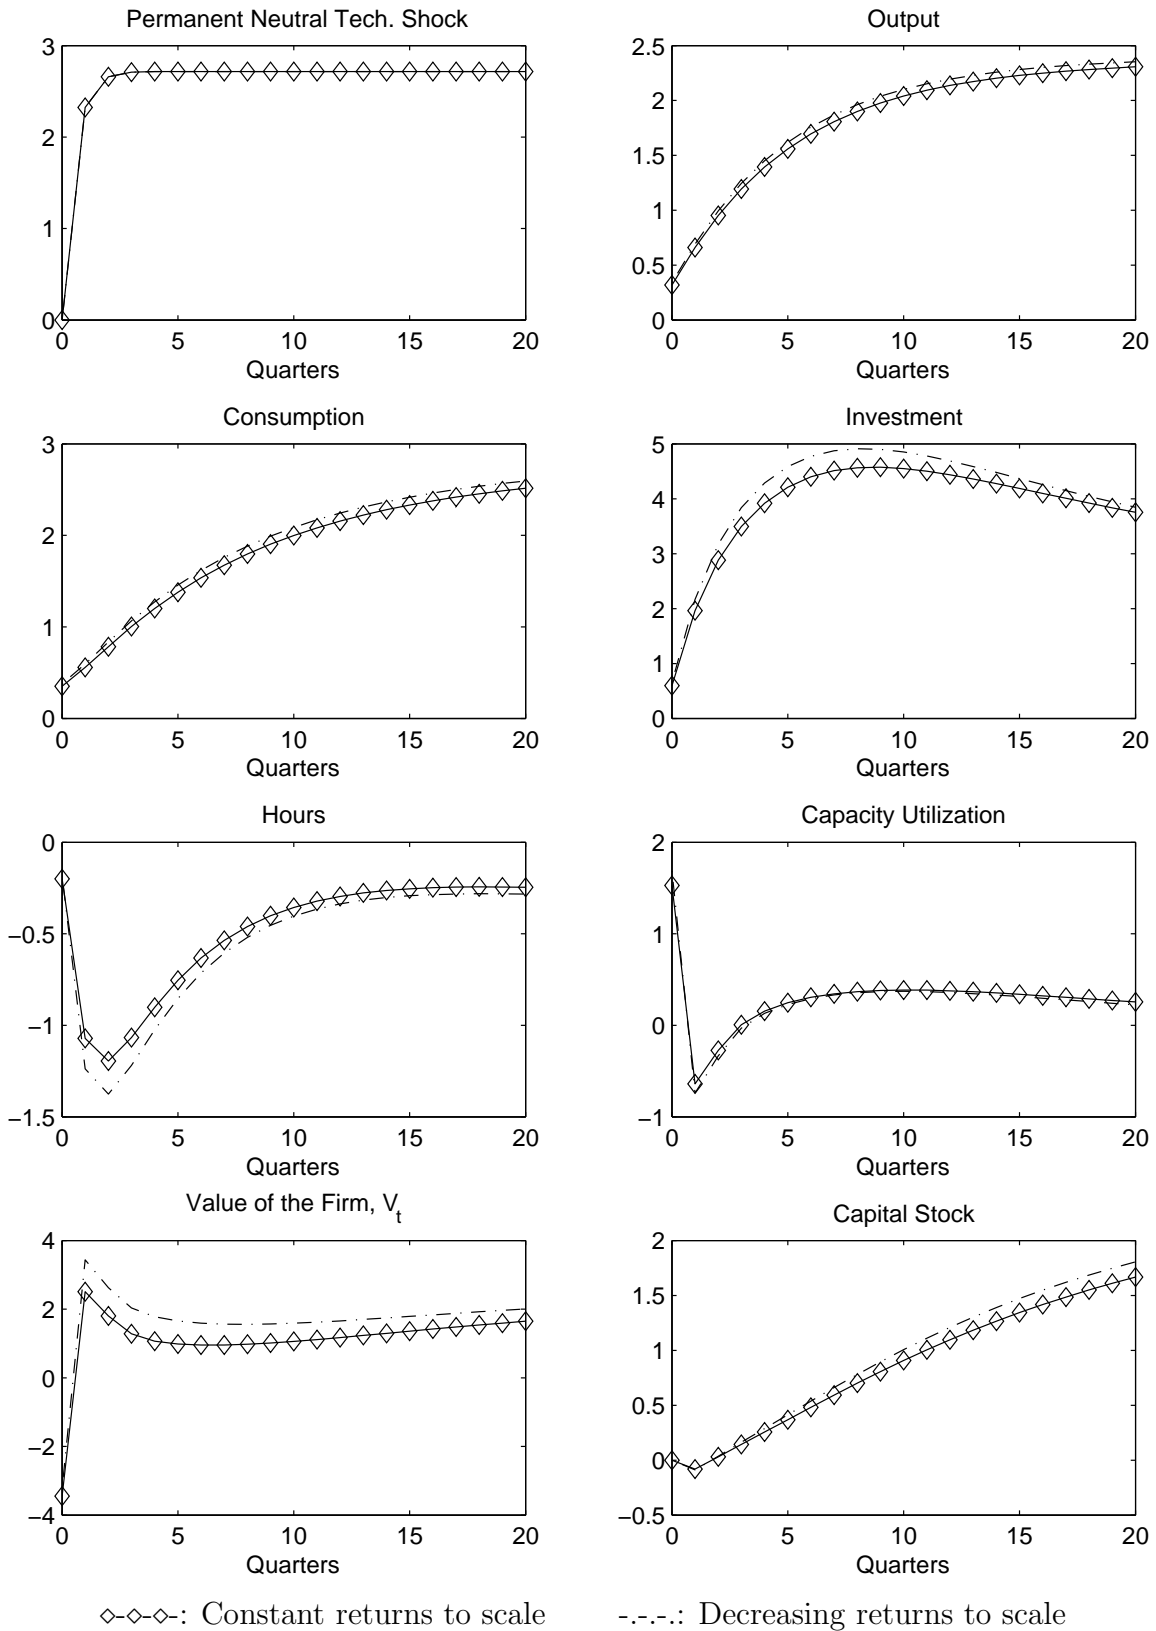 Permanent Neutral Tech. Shock
3
2
1
0
0 5 10 15 20
Quarters
Output
2.5
2
1.5
1
0.5
0
0 5 10 15 20
Quarters
Consumption
3
2
1
0
0 5 10 15 20
Quarters
Investment
5
4
3
2
1
0
0 5 10 15 20
Quarters
Hours
0
−0.5
−1
−1.5
0 5 10 15 20
Quarters
Capacity Utilization
2
1
0
−1
0 5 10 15 20
Quarters
Value of the Firm, Vt
4
2
0
−2
−4
0 5 10 15 20
Quarters
Capital Stock
2
1.5
1
0.5
0
−0.5
0 5 10 15 20
Quarters
◇-◇-◇-: Constant returns to scale
-.-.-.: Decreasing returns to scale